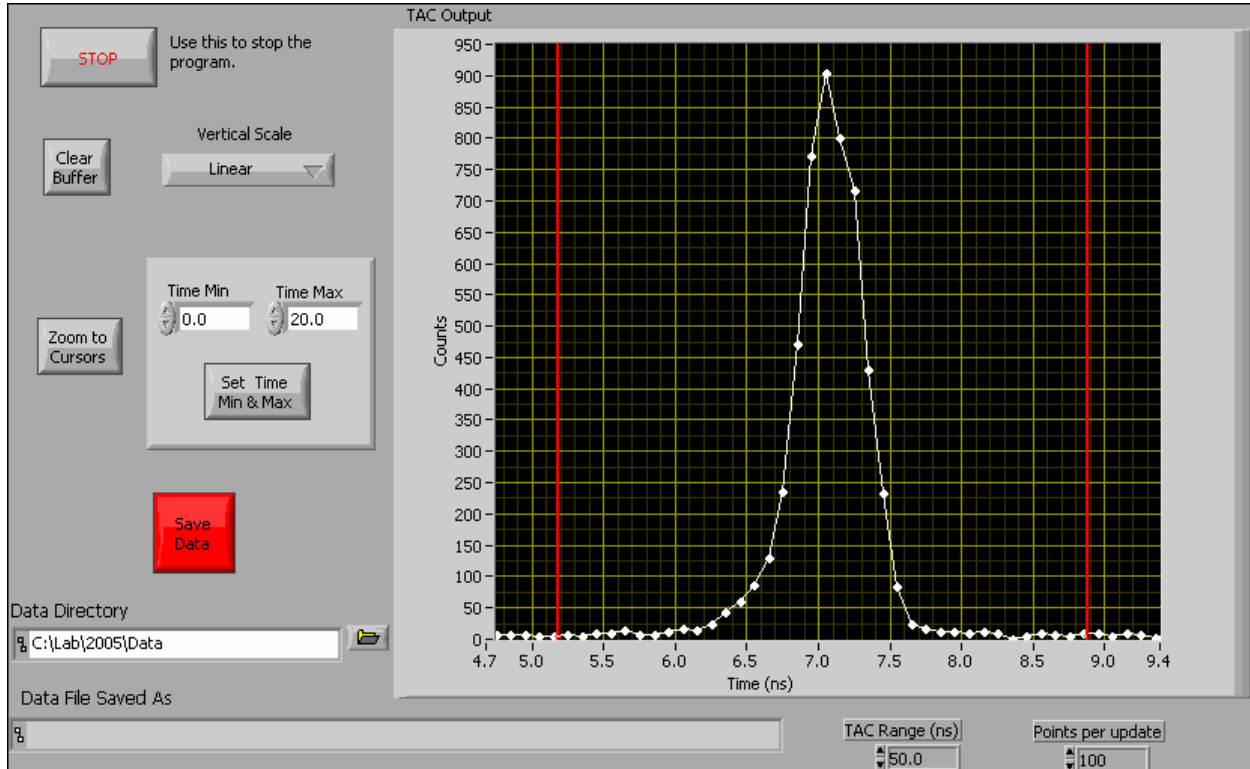 TAC Output
STOP
Use this to stop the
program.
Clear
Buffer
Vertical Scale
Linear
Time Min
Time Max
0.0
20.0
Zoom to
Cursors
Set Time
Min & Max
Save
Data
Data Directory
C:\Lab\2005\Data
Data File Saved As
950
900
850
800
750
700
650
600
550
500
450
400
350
300
250
200
150
100
50
0
Counts
4.7 5.0 5.5 6.0 6.5 7.0 7.5 8.0 8.5 9.0 9.4
Time (ns)
TAC Range (ns)
50.0
Points per update
100